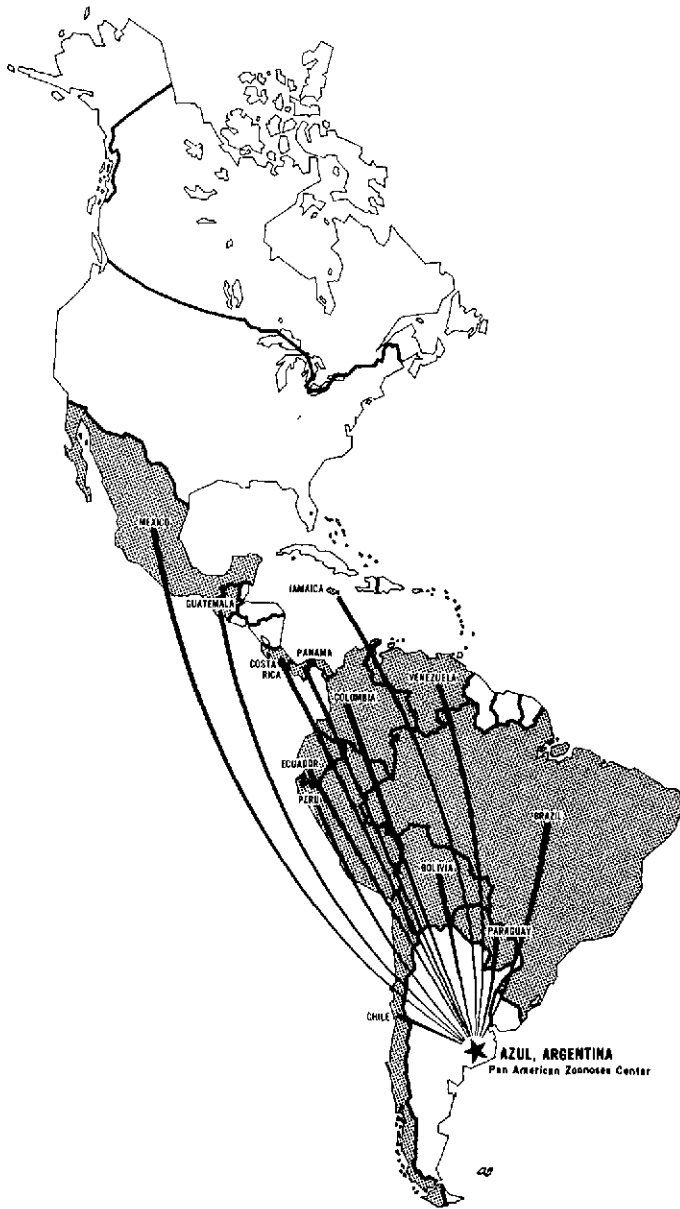 MEXICO
GUATEMALA
JAMAICA
COSTA
RICA
PANAMA
COLOMBIA
VENEZUELA
ECUADOR
PERU
BRAZIL
BOLIVIA
PARAGUAY
CHILE
AZUL, ARGENTINA
Pan American Zoonoses Center